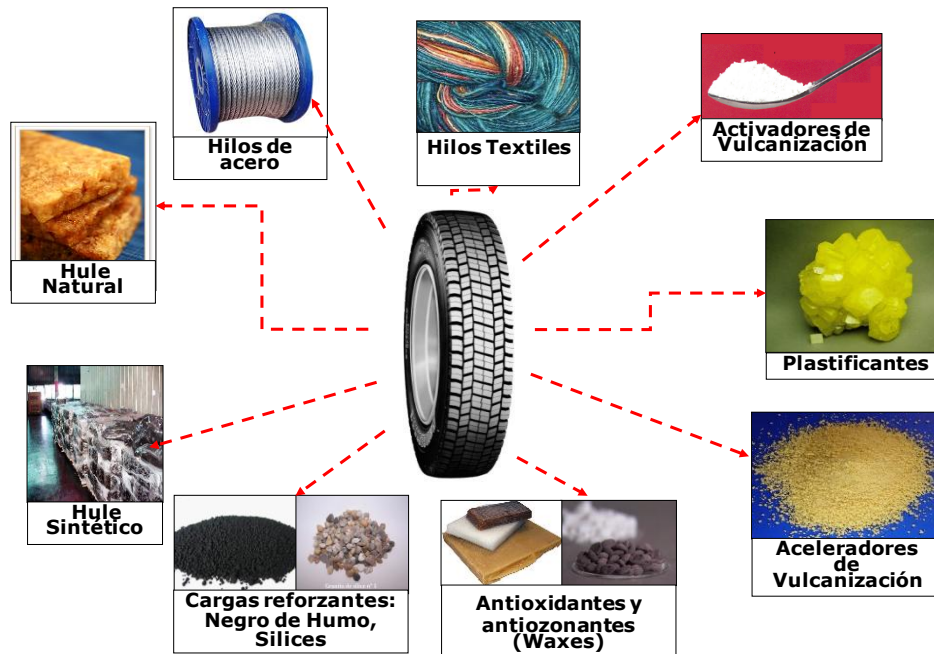 Hilos de
acero
Hilos Textiles
Activadores de
Vulcanización
Hule
Natural
Plastificantes
Hule
Sintético
Aceleradores
de
Vulcanización
Cargas reforzantes:
Negro de Humo,
Silices
Antioxidantes y
antiozonantes
(Waxes)